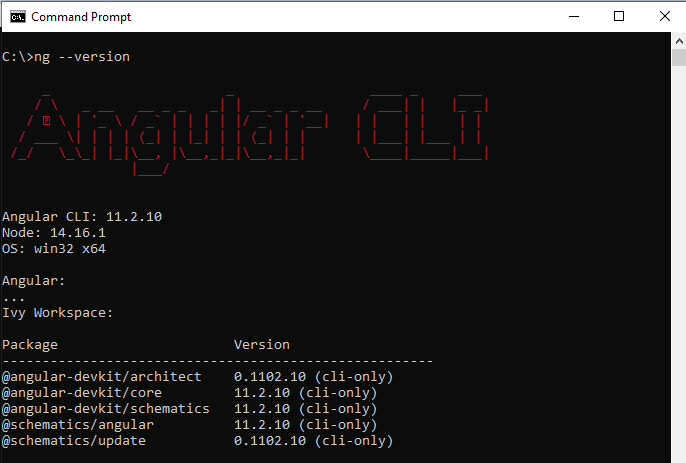 Command Prompt
C:\>ng --version
Angular CLI
Angular CLI: 11.2.10
Node: 14.16.1
OS: win32 x64
Angular:
...
Ivy Workspace:
Package Version
------------------------------------------------------
@angular-devkit/architect 0.1102.10 (cli-only)
@angular-devkit/core 11.2.10 (cli-only)
@angular-devkit/schematics 11.2.10 (cli-only)
@schematics/angular 11.2.10 (cli-only)
@schematics/update 0.1102.10 (cli-only)